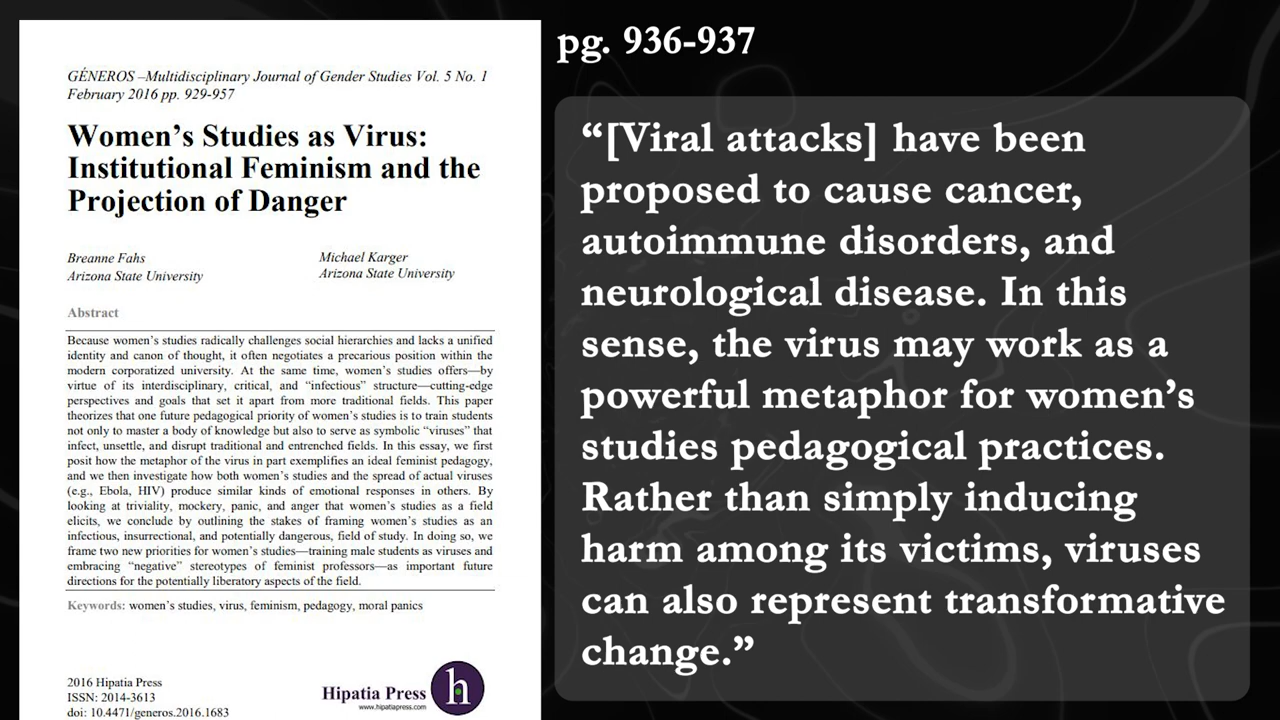 GÉNEROS –Multidisciplinary Journal of Gender Studies Vol. 5 No. 1
February 2016 pp. 929-957
Women's Studies as Virus:
Institutional Feminism and the
Projection of Danger
Breanne Fahs
Arizona State University
Michael Karger
Arizona State University
Abstract
Because women's studies radically challenges social hierarchies and lacks a unified
identity and canon of thought, it often negotiates a precarious position within the
modern corporatized university. At the same time, women's studies offers—by
virtue of its interdisciplinary, critical, and "infectious" structure—cutting-edge
perspectives and goals that set it apart from more traditional fields. This paper
theorizes that one future pedagogical priority of women's studies is to train students
not only to master a body of knowledge but also to serve as symbolic "viruses" that
infect, unsettle, and disrupt traditional and entrenched fields. In this essay, we first
posit how the metaphor of the virus in part exemplifies an ideal feminist pedagogy,
and we then investigate how both women's studies and the spread of actual viruses
(e.g., Ebola, HIV) produce similar kinds of emotional responses in others. By
looking at triviality, mockery, panic, and anger that women's studies as a field
elicits, we conclude by outlining the stakes of framing women's studies as an
infectious, insurrectional, and potentially dangerous, field of study. In doing so, we
frame two new priorities for women's studies—training male students as viruses and
embracing "negative" stereotypes of feminist professors—as important future
directions for the potentially liberatory aspects of the field.
Keywords: women's studies, virus, feminism, pedagogy, moral panics
2016 Hipatia Press
ISSN: 2014-3613
doi: 10.4471/generos.2016.1683
Hipatia Press
www.hipatiapress.com
h
pg. 936-937
“[Viral attacks] have been
proposed to cause cancer,
autoimmune disorders, and
neurological disease. In this
sense, the virus may work as a
powerful metaphor for women’s
studies pedagogical practices.
Rather than simply inducing
harm among its victims, viruses
can also represent transformative
change.”